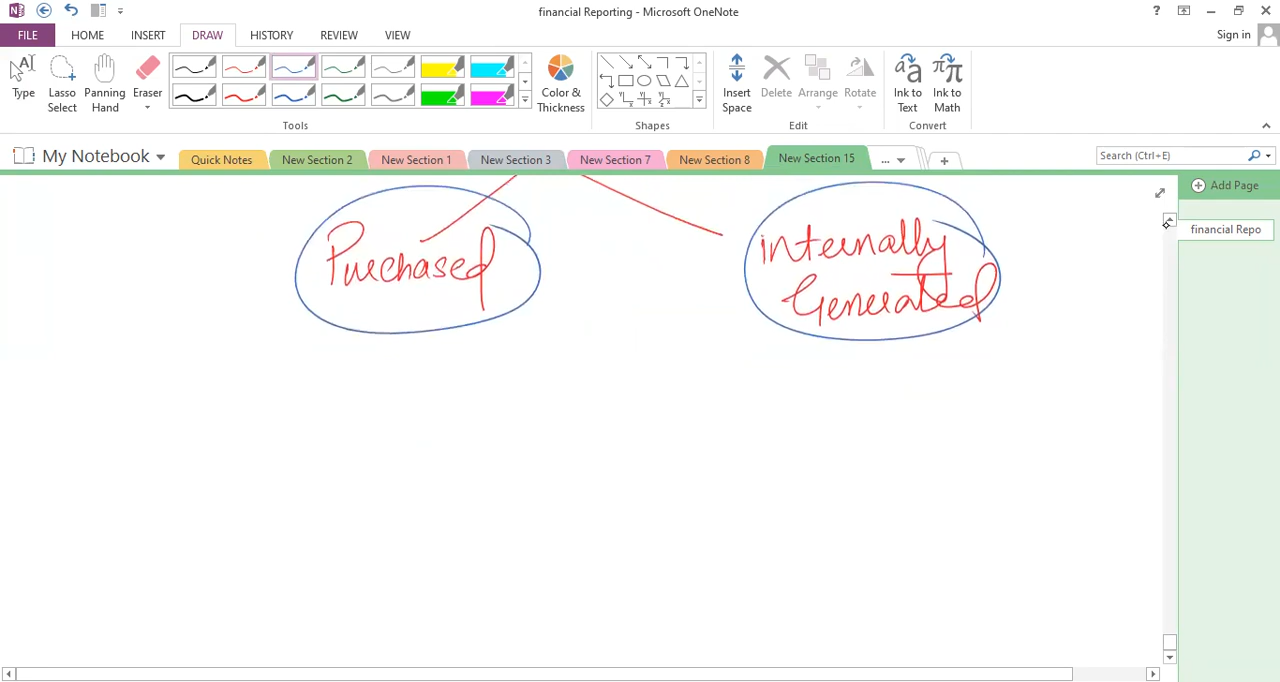 financial Reporting - Microsoft OneNote
?
FILE HOME INSERT DRAW HISTORY REVIEW VIEW Sign in
Type Lasso Select Panning Hand Eraser Color & Thickness Insert Space Delete Arrange Rotate Ink to Text Ink to Math
Tools Shapes Edit Convert
My Notebook Quick Notes New Section 2 New Section 1 New Section 3 New Section 7 New Section 8 New Section 15 ... + Search (Ctrl+E)
Add Page
financial Repo
Purchased
internally
Generated